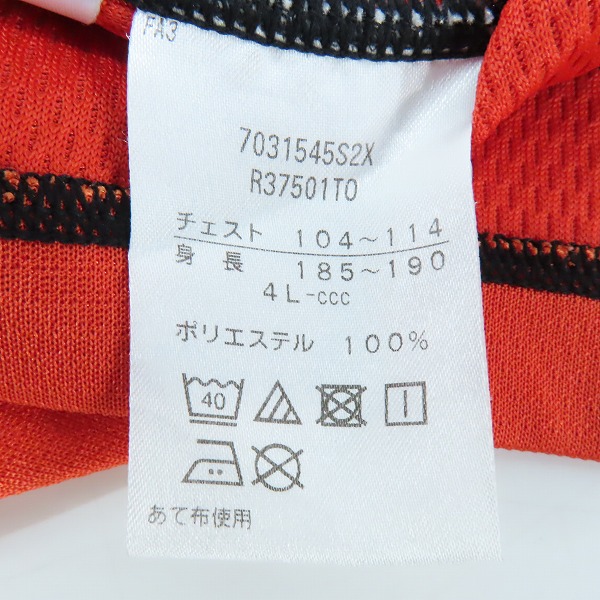 FA3
7031545S2X
R37501TO
チェスト 104～114
身長 185～190
4L-ccc
ポリエステル 100%
40
あて布使用